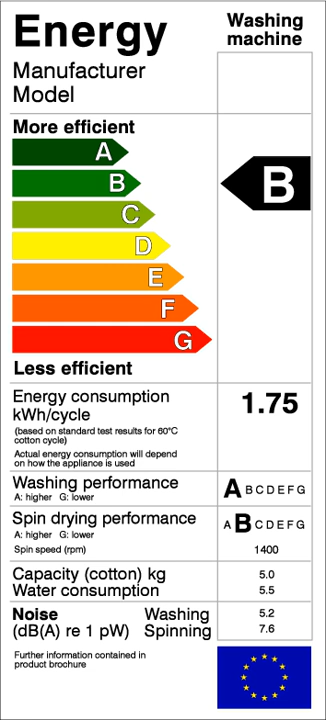 Energy
Washing machine
Manufacturer
Model
More efficient
A
B
C
D
E
F
G
B
Less efficient
Energy consumption
kWh/cycle
1.75
(based on standard test results for 60°C
cotton cycle)
Actual energy consumption will depend
on how the appliance is used
Washing performance
A: higher G: lower
A B C D E F G
Spin drying performance
A: higher G: lower
A B C D E F G
Spin speed (rpm) 1400
Capacity (cotton) kg 5.0
Water consumption 5.5
Noise Washing 5.2
(dB(A) re 1 pW) Spinning 7.6
Further information contained in
product brochure